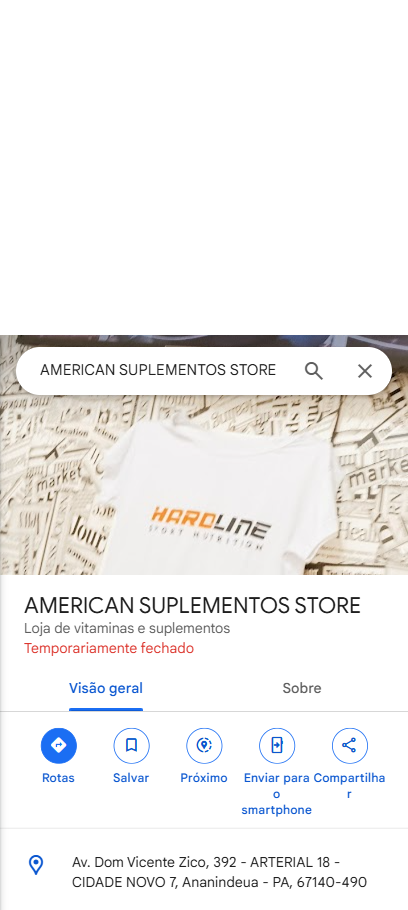 AMERICAN SUPLEMENTOS STORE
market
HARDLINE
SPORT NUTRITION
AMERICAN SUPLEMENTOS STORE
Loja de vitaminas e suplementos
Temporariamente fechado
Visão geral
Sobre
Rotas
Salvar
Próximo
Enviar para
o
smartphone
Compartilha
r
Av. Dom Vicente Zico, 392 - ARTERIAL 18 -
CIDADE NOVO 7, Ananindeua - PA, 67140-490